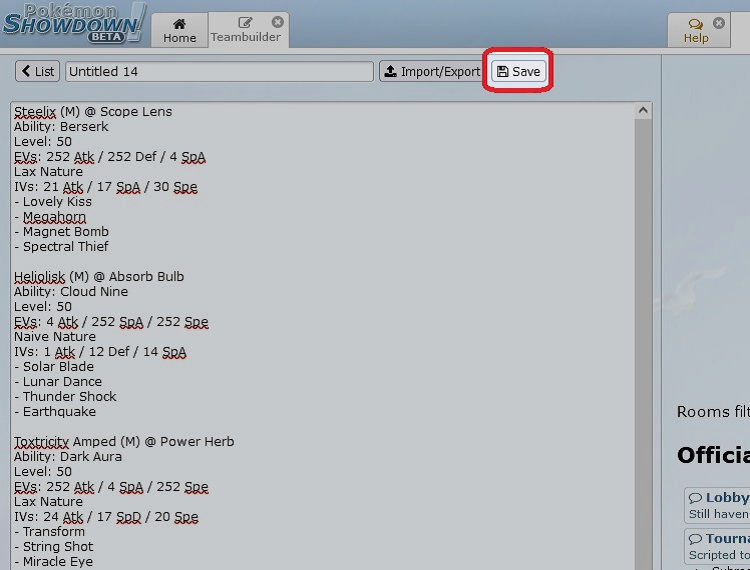 Pokémon
SHOWDOWN!
BETA
Home
Teambuilder
Help
List
Untitled 14
Import/Export
Save
Steelix (M) @ Scope Lens
Ability: Berserk
Level: 50
EVs: 252 Atk / 252 Def / 4 SpA
Lax Nature
IVs: 21 Atk / 17 SpA / 30 Spe
- Lovely Kiss
- Megahorn
- Magnet Bomb
- Spectral Thief
Heliolisk (M) @ Absorb Bulb
Ability: Cloud Nine
Level: 50
EVs: 4 Atk / 252 SpA / 252 Spe
Naive Nature
IVs: 1 Atk / 12 Def / 14 SpA
- Solar Blade
- Lunar Dance
- Thunder Shock
- Earthquake
Toxtricity Amped (M) @ Power Herb
Ability: Dark Aura
Level: 50
EVs: 252 Atk / 4 SpA / 252 Spe
Lax Nature
IVs: 24 Atk / 17 SpD / 20 Spe
- Transform
- String Shot
- Miracle Eye
Rooms filt
Officia
Lobby
Still haven
Tourna
Scripted to